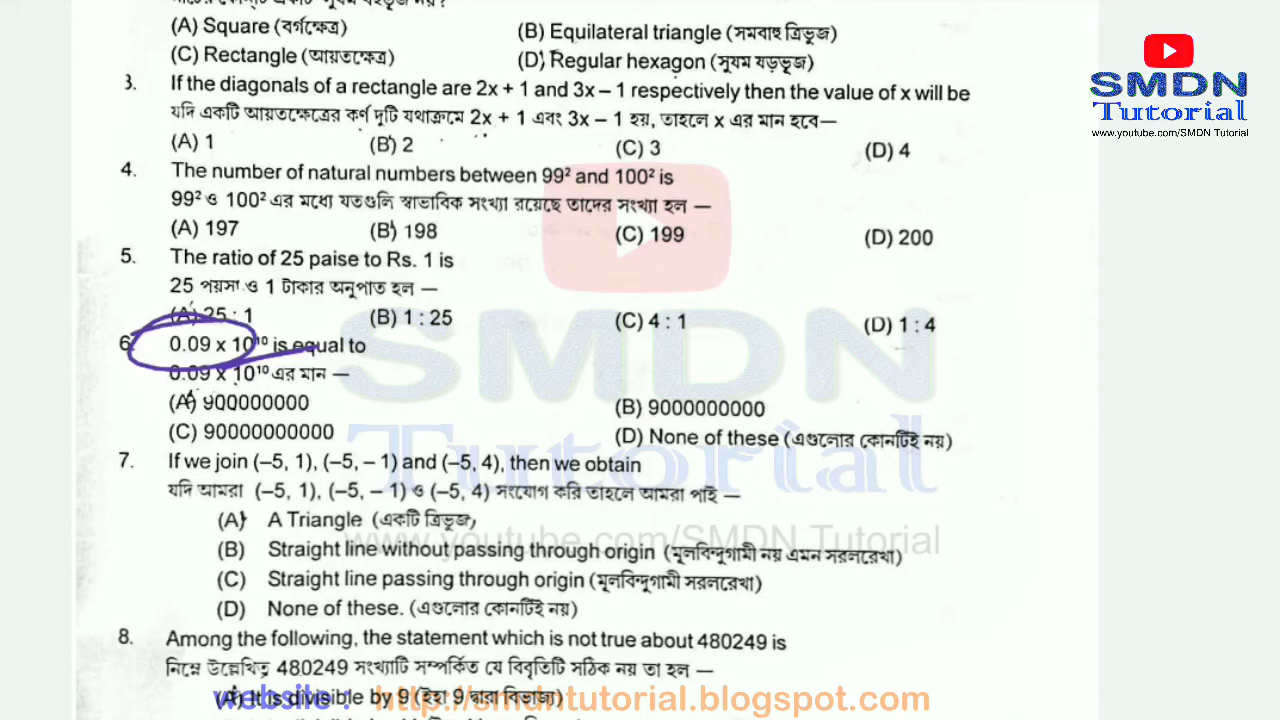 (A) Square (বর্গক্ষেত্র) (B) Equilateral triangle (সমবাহু ত্রিভুজ)
(C) Rectangle (আয়তক্ষেত্র) (D) Regular hexagon (সুষম ষড়ভুজ)
3. If the diagonals of a rectangle are 2x + 1 and 3x – 1 respectively then the value of x will be
যদি একটি আয়তক্ষেত্রের কর্ণ দুটি যথাক্রমে 2x + 1 এবং 3x – 1 হয়, তাহলে x এর মান হবে—
(A) 1 (B) 2 (C) 3 (D) 4
4. The number of natural numbers between 99² and 100² is
99² ও 100² এর মধ্যে যতগুলি স্বাভাবিক সংখ্যা রয়েছে তাদের সংখ্যা হল —
(A) 197 (B) 198 (C) 199 (D) 200
5. The ratio of 25 paise to Rs. 1 is
25 পয়সা ও 1 টাকার অনুপাত হল —
(A) 25 : 1 (B) 1 : 25 (C) 4 : 1 (D) 1 : 4
6. 0.09 x 10¹⁰ is equal to
0.09 x 10¹⁰ এর মান —
(A) 900000000 (B) 9000000000
(C) 90000000000 (D) None of these (এগুলোর কোনটিই নয়)
7. If we join (–5, 1), (–5, – 1) and (–5, 4), then we obtain
যদি আমরা (–5, 1), (–5, – 1) ও (–5, 4) সংযোগ করি তাহলে আমরা পাই —
(A) A Triangle (একটি ত্রিভুজ)
(B) Straight line without passing through origin (মূলবিন্দুগামী নয় এমন সরলরেখা)
(C) Straight line passing through origin (মূলবিন্দুগামী সরলরেখা)
(D) None of these. (এগুলোর কোনটিই নয়)
8. Among the following, the statement which is not true about 480249 is
নিম্নে উল্লেখিত 480249 সংখ্যাটি সম্পর্কিত যে বিবৃতিটি সঠিক নয় তা হল —
(A) It is divisible by 9 (ইহা 9 দ্বারা বিভাজ্য)
SMDN
Tutorial
www.youtube.com/SMDN Tutorial
SMDN
Tutorial
www.youtube.com/SMDN Tutorial
website : http://smdntutorial.blogspot.com